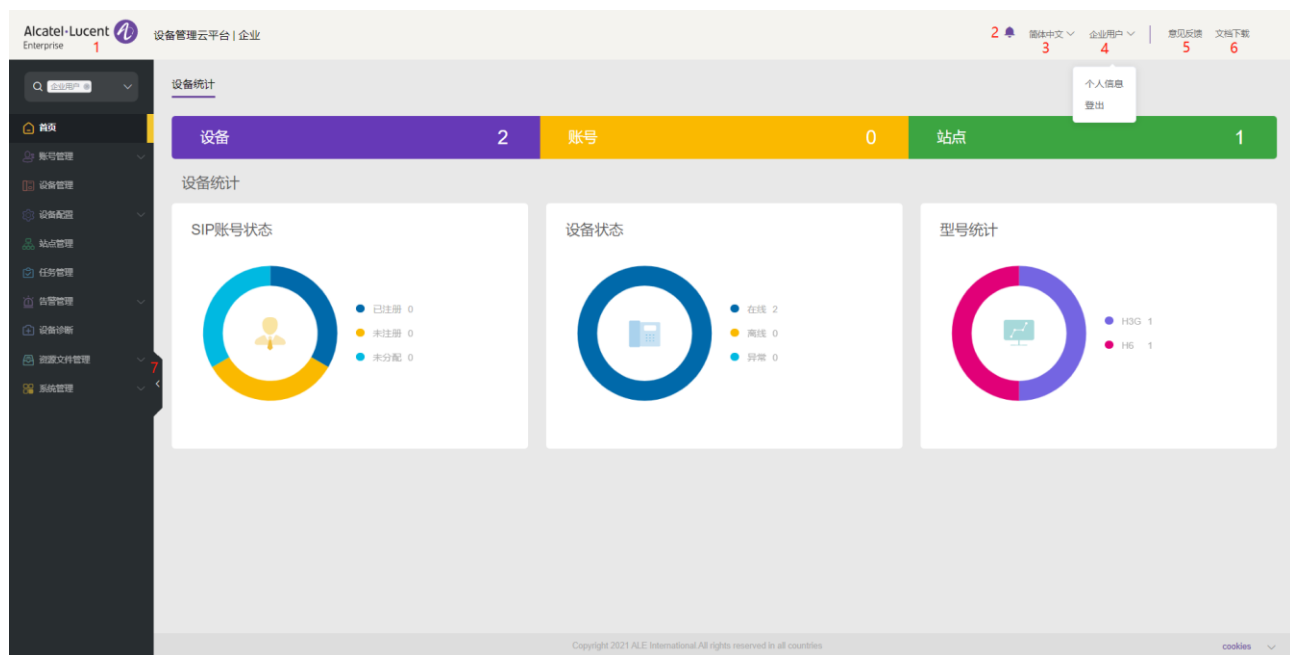 Alcatel·Lucent
Enterprise
1
设备管理云平台 | 企业
2
简体中文
3
企业用户
4
意见反馈
5
文档下载
6
个人信息
登出
企业用户
首页
账号管理
设备管理
设备配置
站点管理
任务管理
告警管理
设备诊断
资源文件管理
系统管理
7
设备统计
设备 2
账号 0
站点 1
设备统计
SIP账号状态
已注册 0
未注册 0
未分配 0
设备状态
在线 2
离线 0
异常 0
型号统计
H3G 1
H6 1
Copyright 2021 ALE International All rights reserved in all countries
cookies